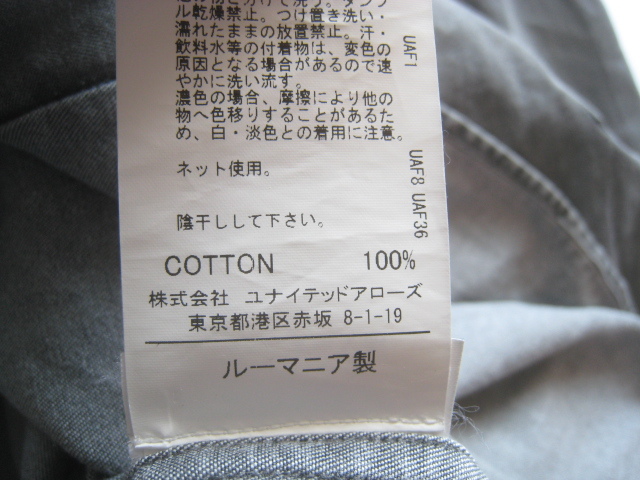 ル乾燥禁止。つけ置き洗い・
濡れたままの放置禁止。汗・
飲料水等の付着物は、変色の
原因となる場合があるので速
やかに洗い流す。
濃色の場合、摩擦により他の
物へ色移りすることがあるた
め、白・淡色との着用に注意。
ネット使用。
陰干しして下さい。
UAF1
UAF8 UAF36
COTTON 100%
株式会社 ユナイテッドアローズ
東京都港区赤坂 8-1-19
ルーマニア製